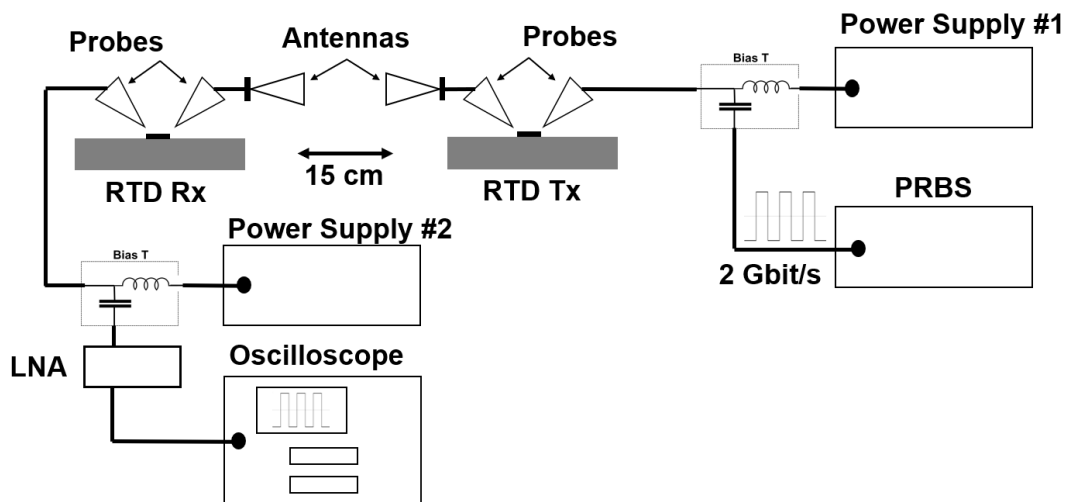 Probes
Antennas
Probes
Power Supply #1
Bias T
15 cm
RTD Rx
RTD Tx
PRBS
2 Gbit/s
Power Supply #2
Bias T
LNA
Oscilloscope